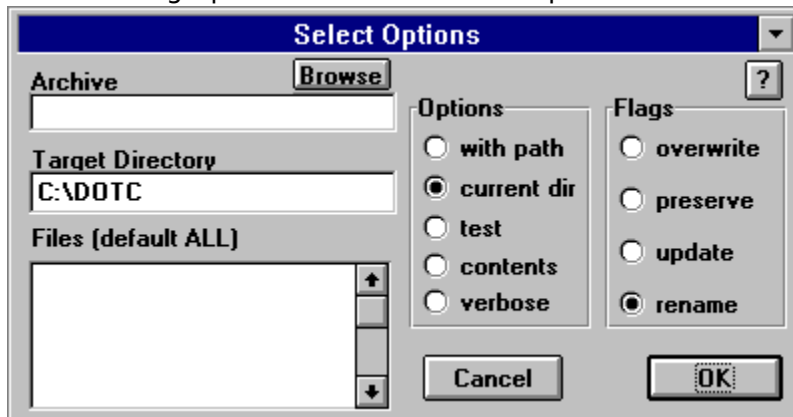 Select Options
Archive
Browse
?
Target Directory
C:\DOTC
Files (default ALL)
Options
with path
current dir
test
contents
verbose
Flags
overwrite
preserve
update
rename
Cancel
OK